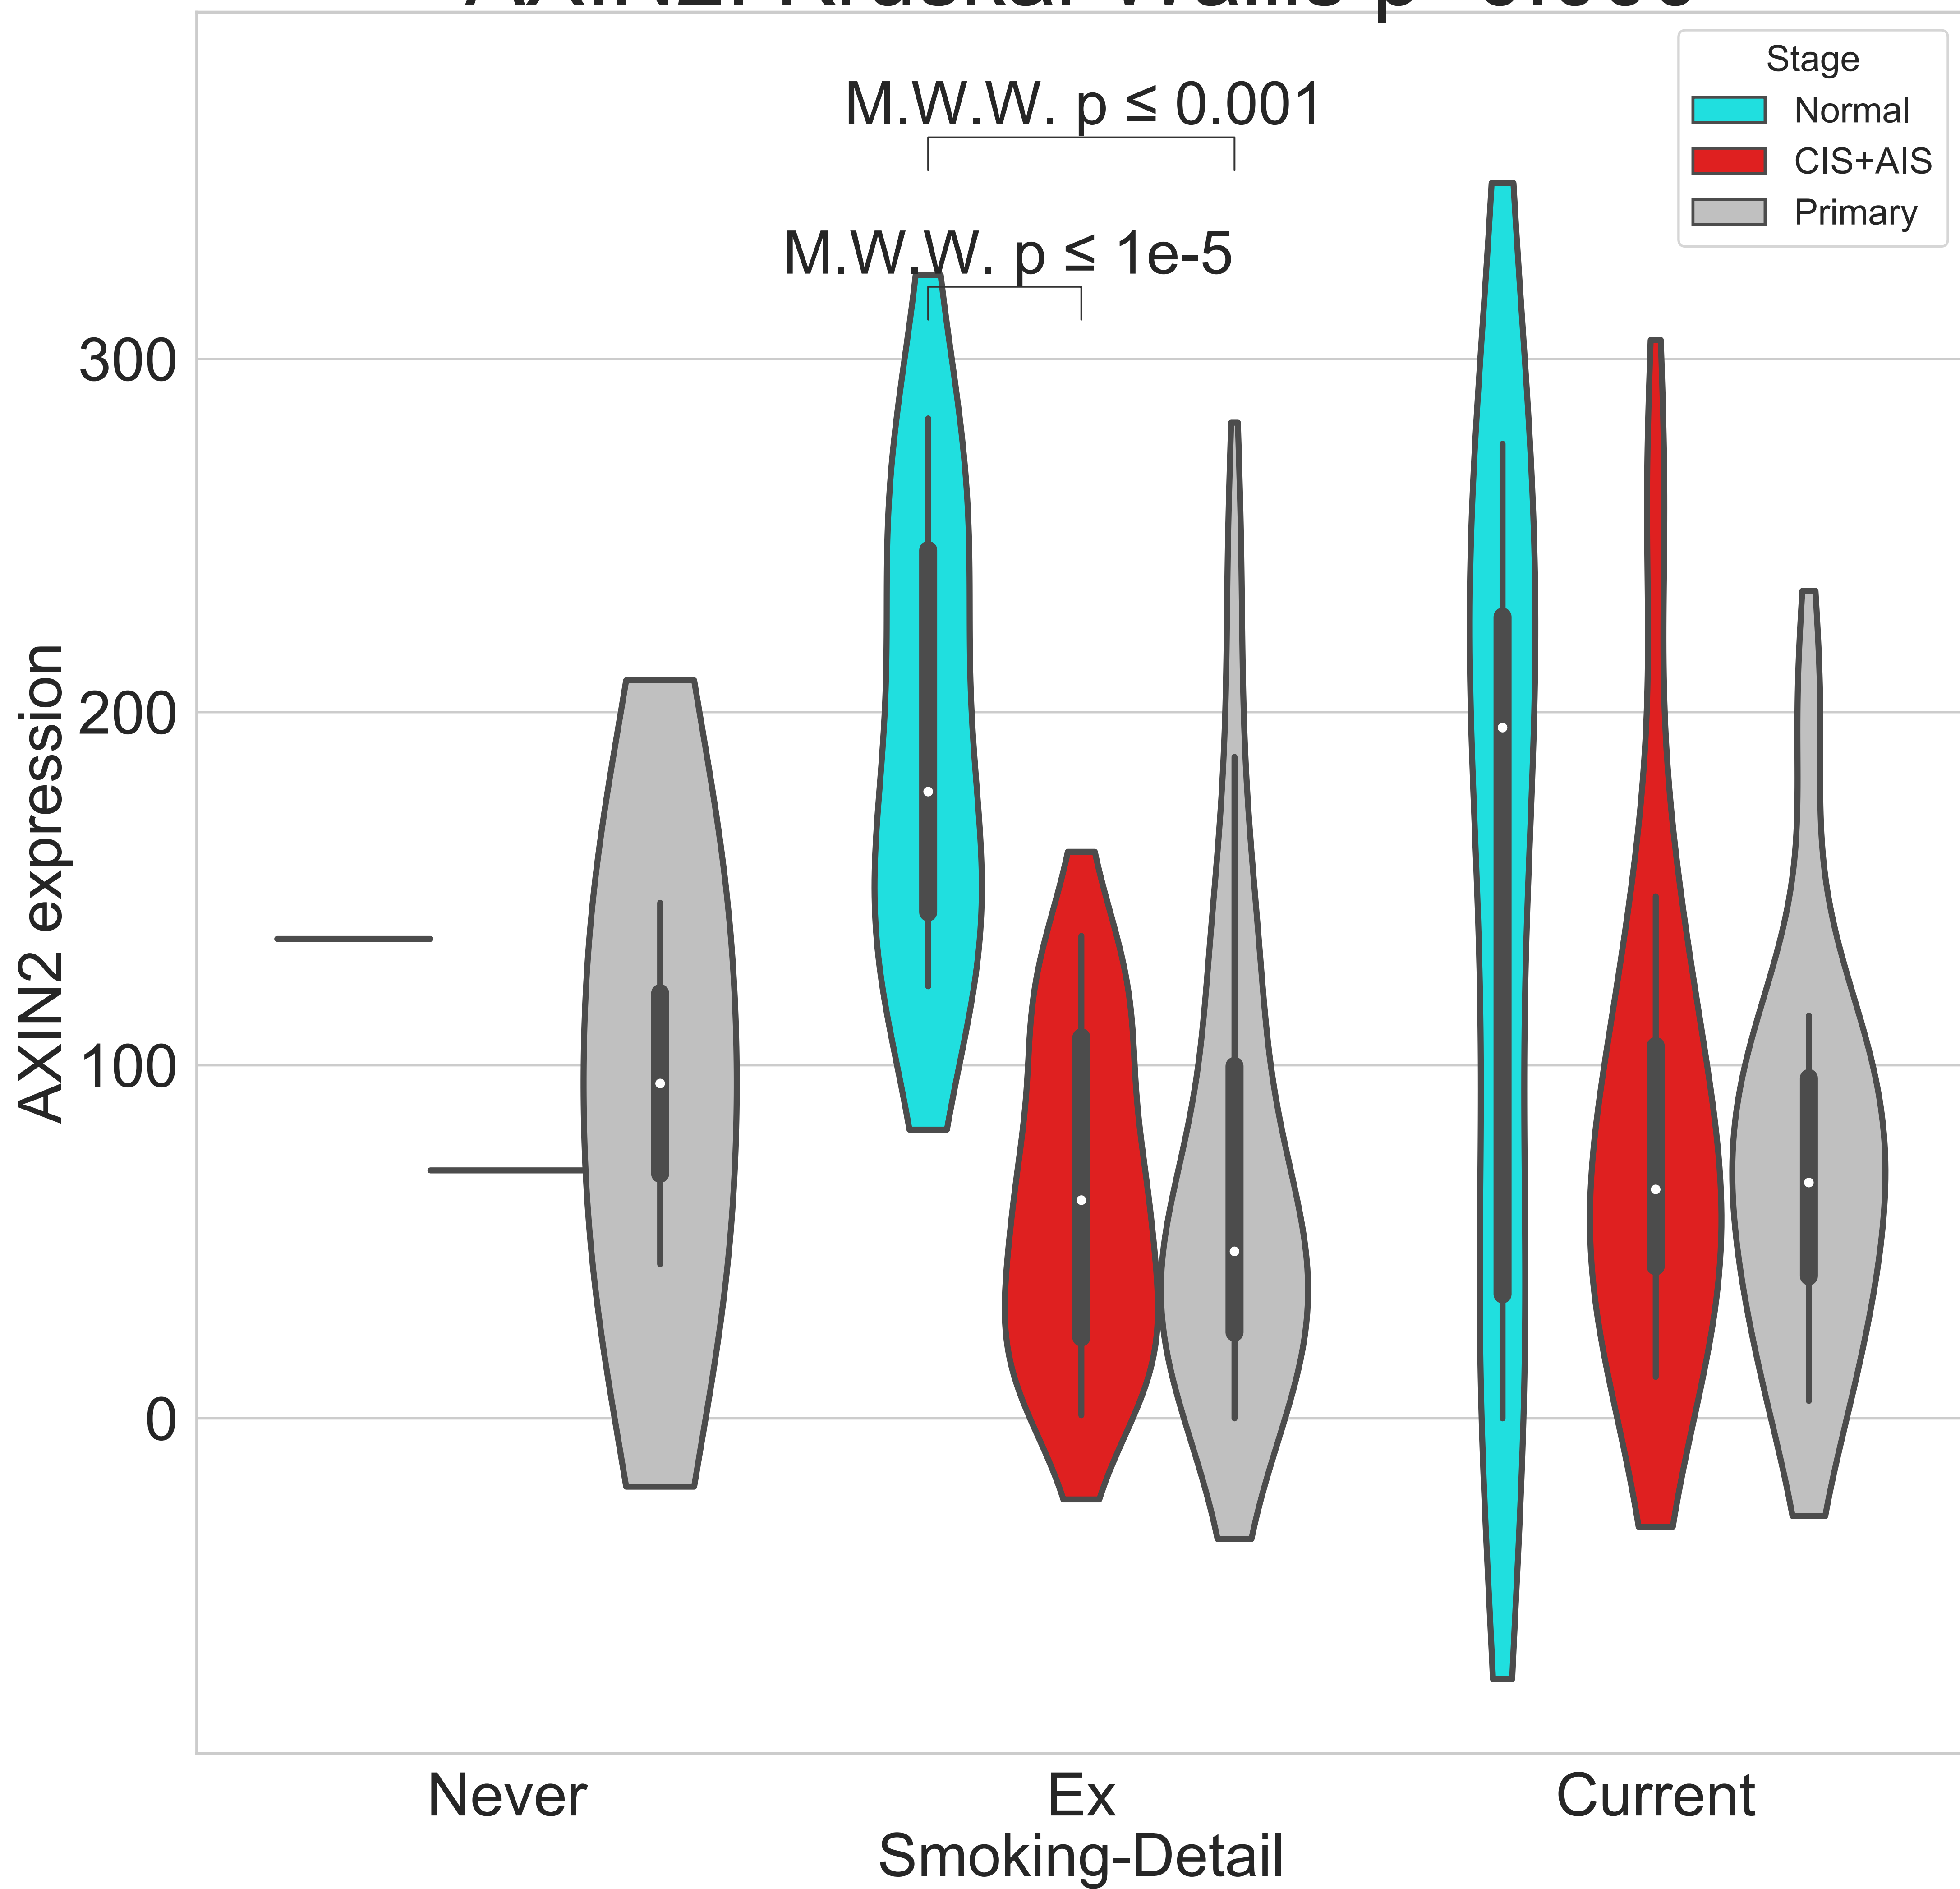 Stage
Normal
CIS+AIS
Primary
M.W.W. p ≤ 0.001
M.W.W. p ≤ 1e-5
300
200
100
0
AXIN2 expression
Never
Ex
Current
Smoking-Detail